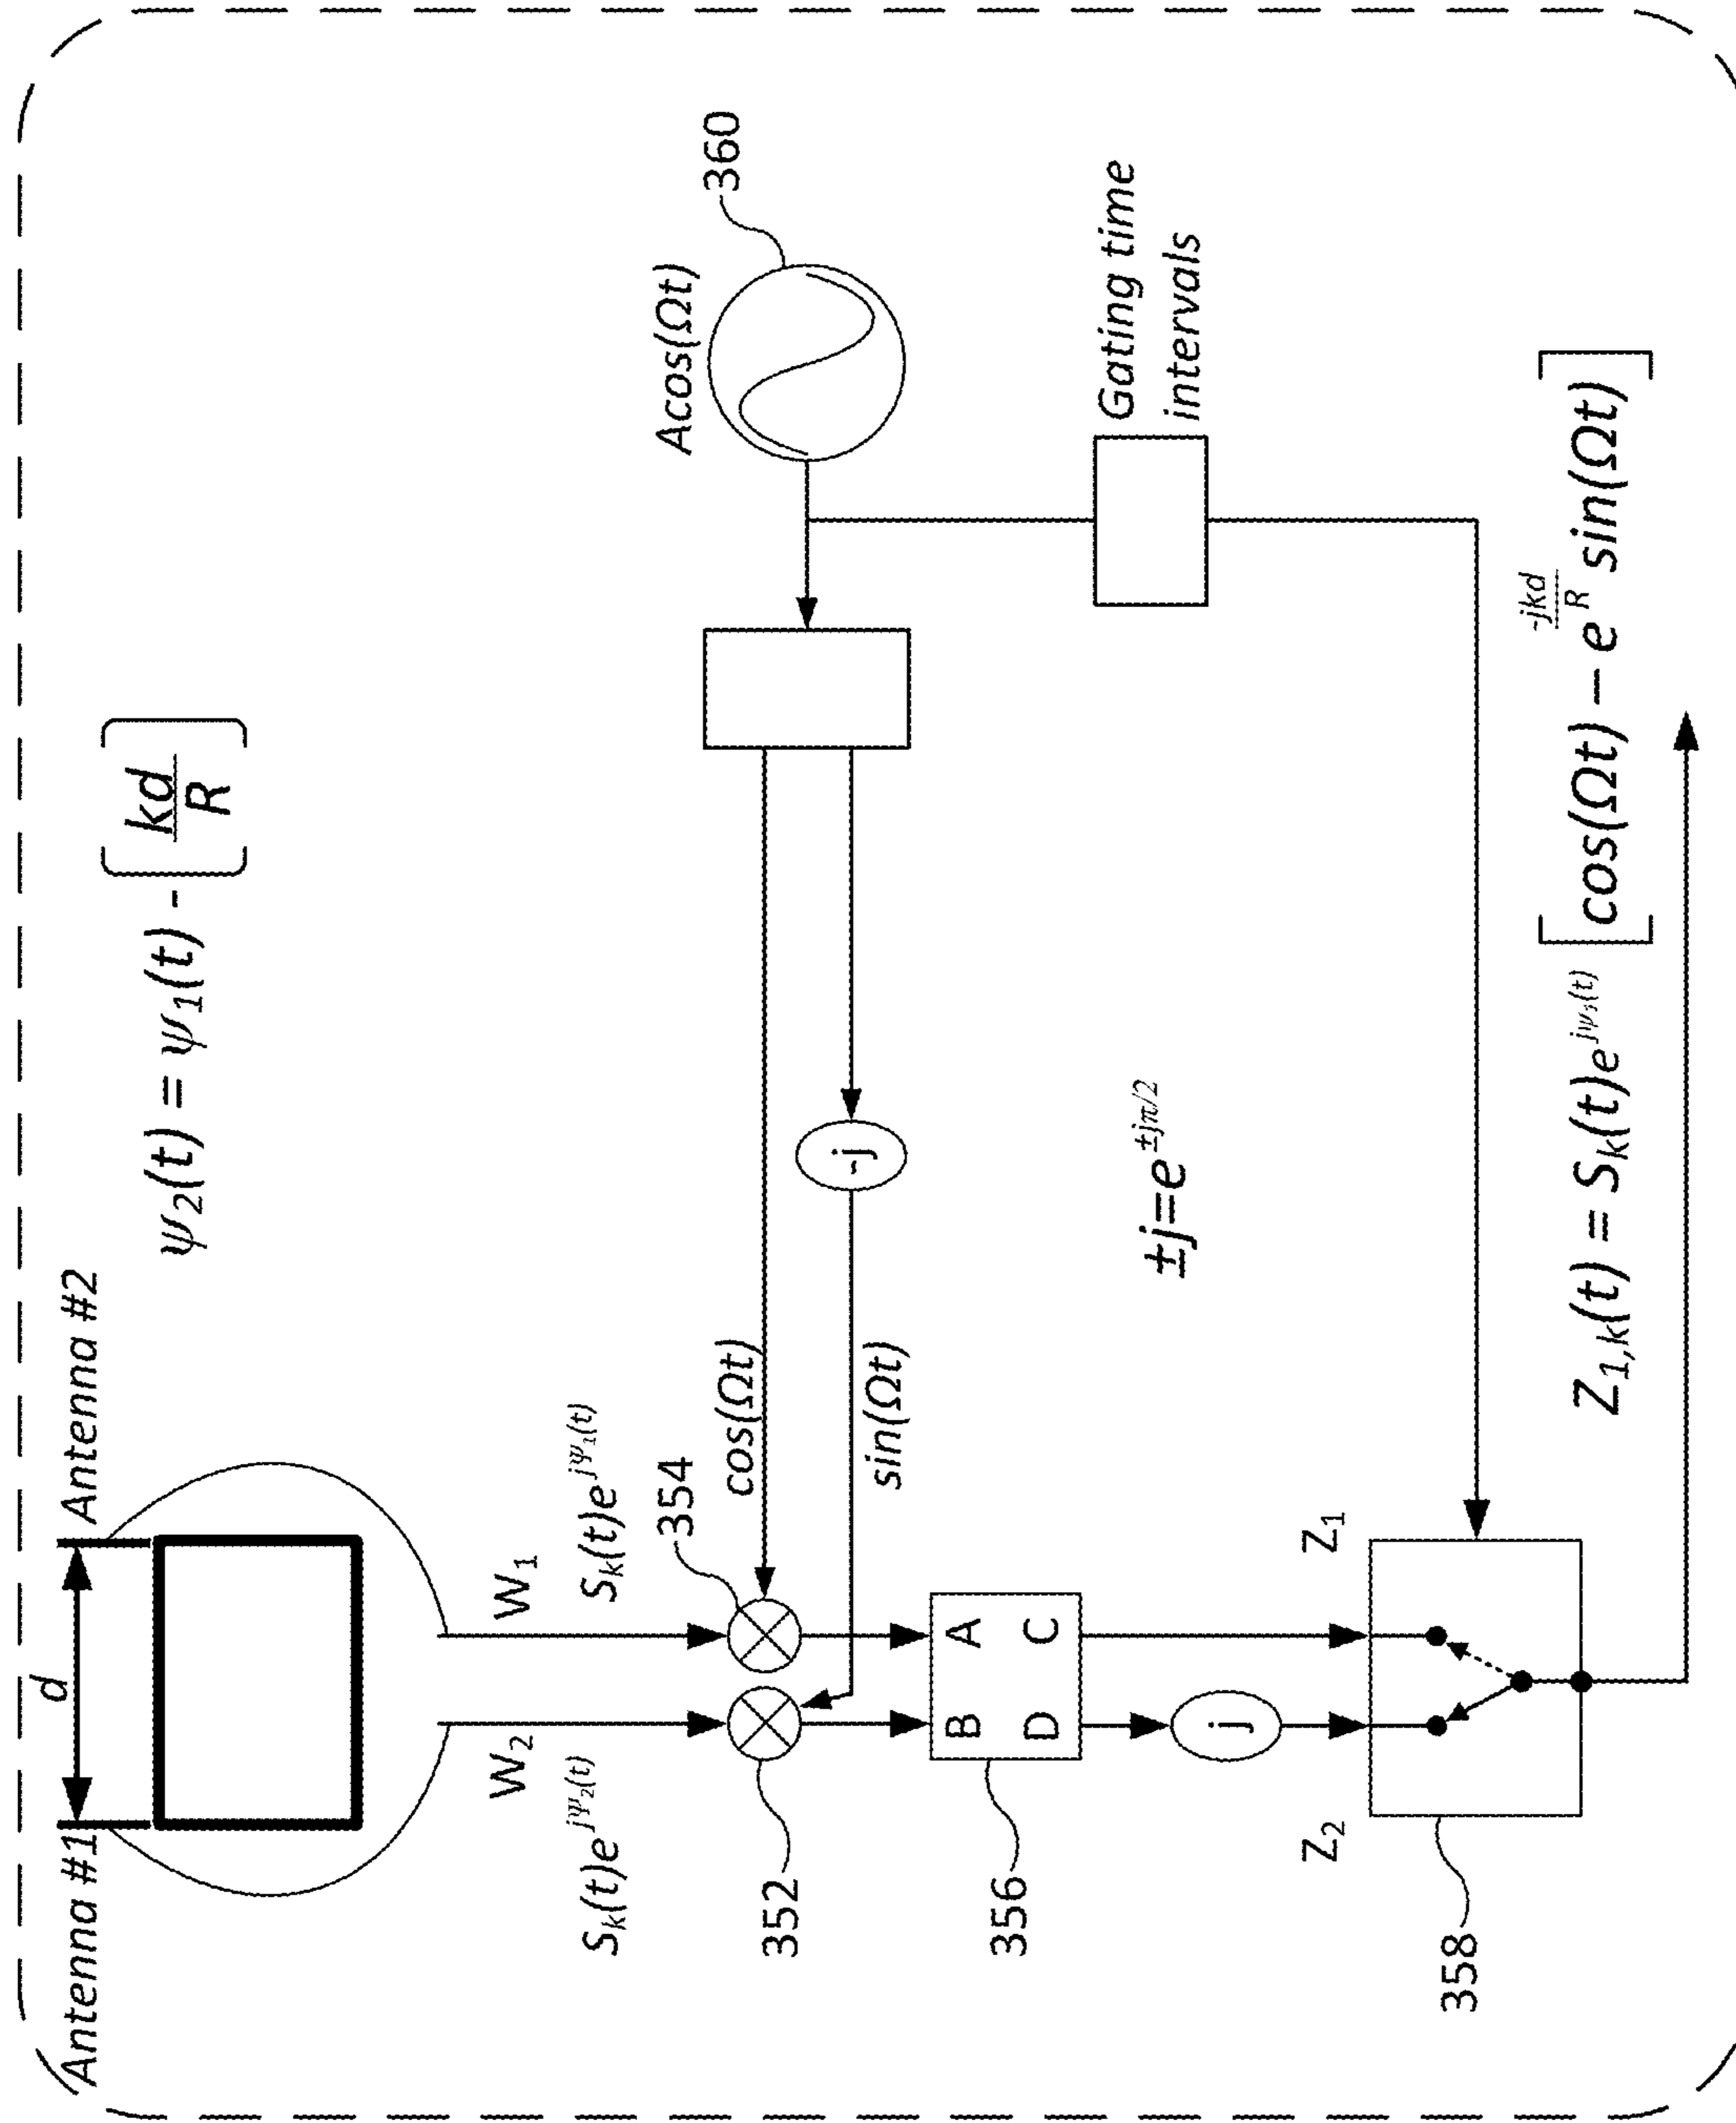 Antenna #1
d
Antenna #2
ψ₂(t) = ψ₁(t) - [kd/R]
W₂
W₁
Sₖ(t)e^{jΨ₂(t)}
Sₖ(t)e^{jΨ₁(t)}
352
354
cos(Ωt)
sin(Ωt)
-j
Acos(Ωt)
360
B A
D C
356
j
±j=e^{±jπ/2}
Gating time
intervals
Z₂
Z₁
358
Z₁,ₖ(t) = Sₖ(t)e^{jψ₁(t)} [cos(Ωt) – e^{-jkd/R} sin(Ωt)]